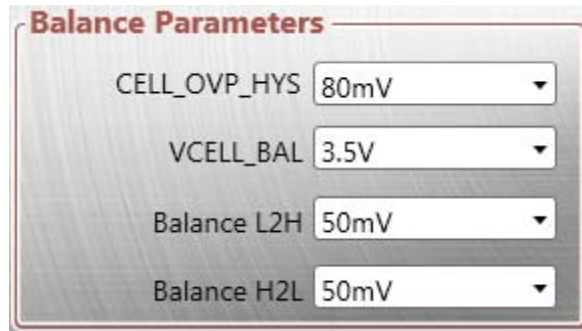 Balance Parameters
CELL_OVP_HYS 80mV
VCELL_BAL 3.5V
Balance L2H 50mV
Balance H2L 50mV